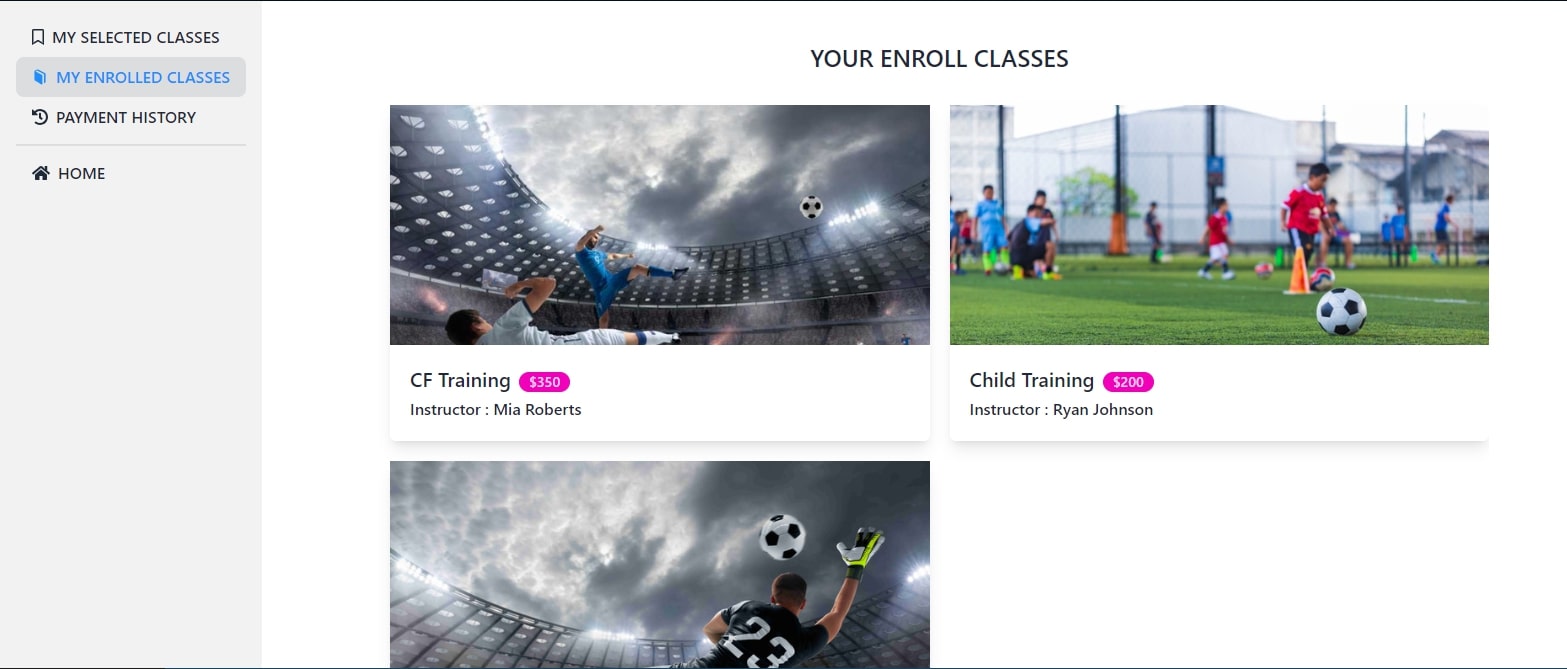 MY SELECTED CLASSES
MY ENROLLED CLASSES
PAYMENT HISTORY
HOME
YOUR ENROLL CLASSES
CF Training $350
Instructor : Mia Roberts
Child Training $200
Instructor : Ryan Johnson
23